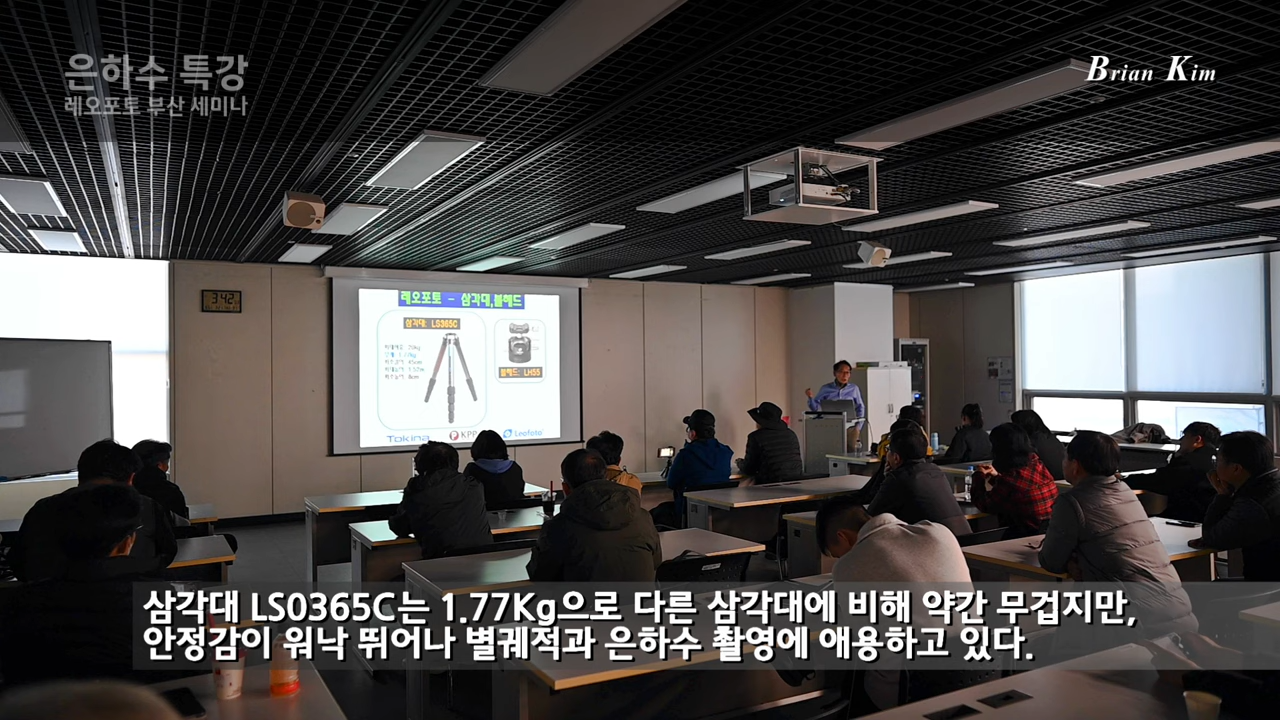 은하수 특강
레오포토 부산 세미나
Brian Kim
3:42
레오포토 - 삼각대,볼헤드
삼각대: LS365C
볼헤드: LH55
Tokina
KPP
Leofoto
삼각대 LS0365C는 1.77Kg으로 다른 삼각대에 비해 약간 무겁지만,
안정감이 워낙 뛰어나 별궤적과 은하수 촬영에 애용하고 있다.